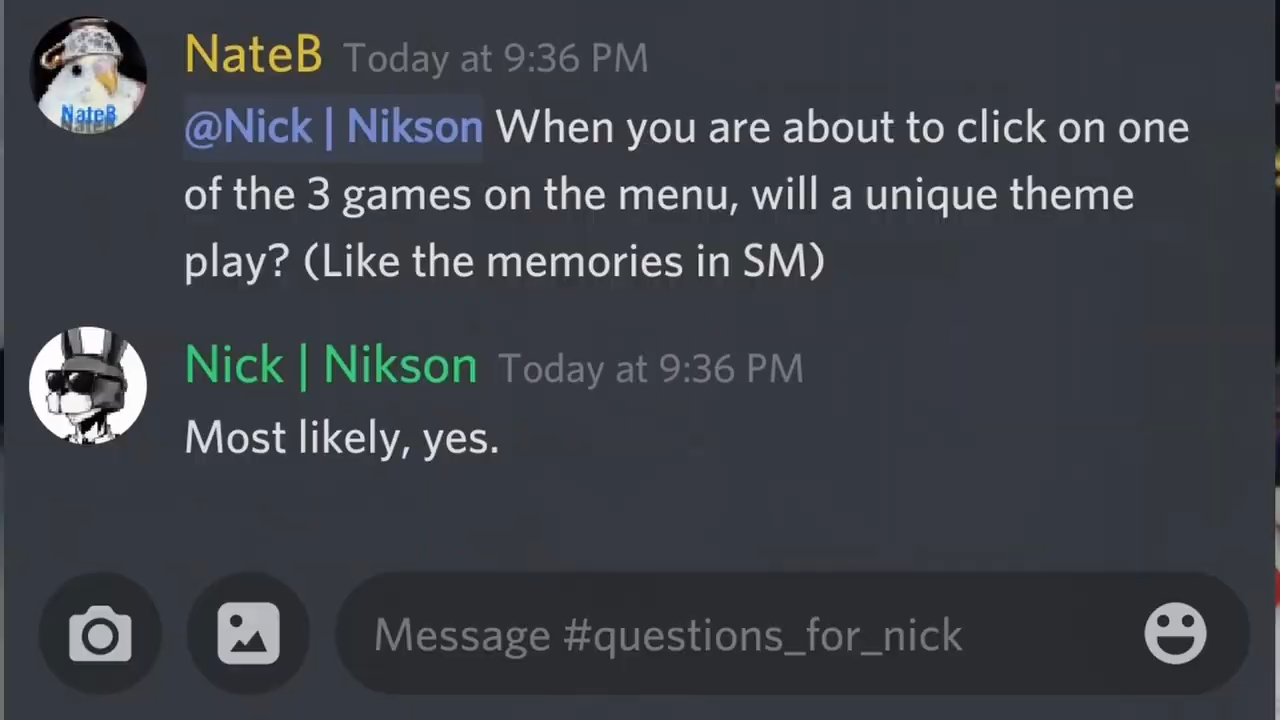 NateB Today at 9:36 PM
@Nick | Nikson When you are about to click on one
of the 3 games on the menu, will a unique theme
play? (Like the memories in SM)
NateB
Nick | Nikson Today at 9:36 PM
Most likely, yes.
Message #questions_for_nick